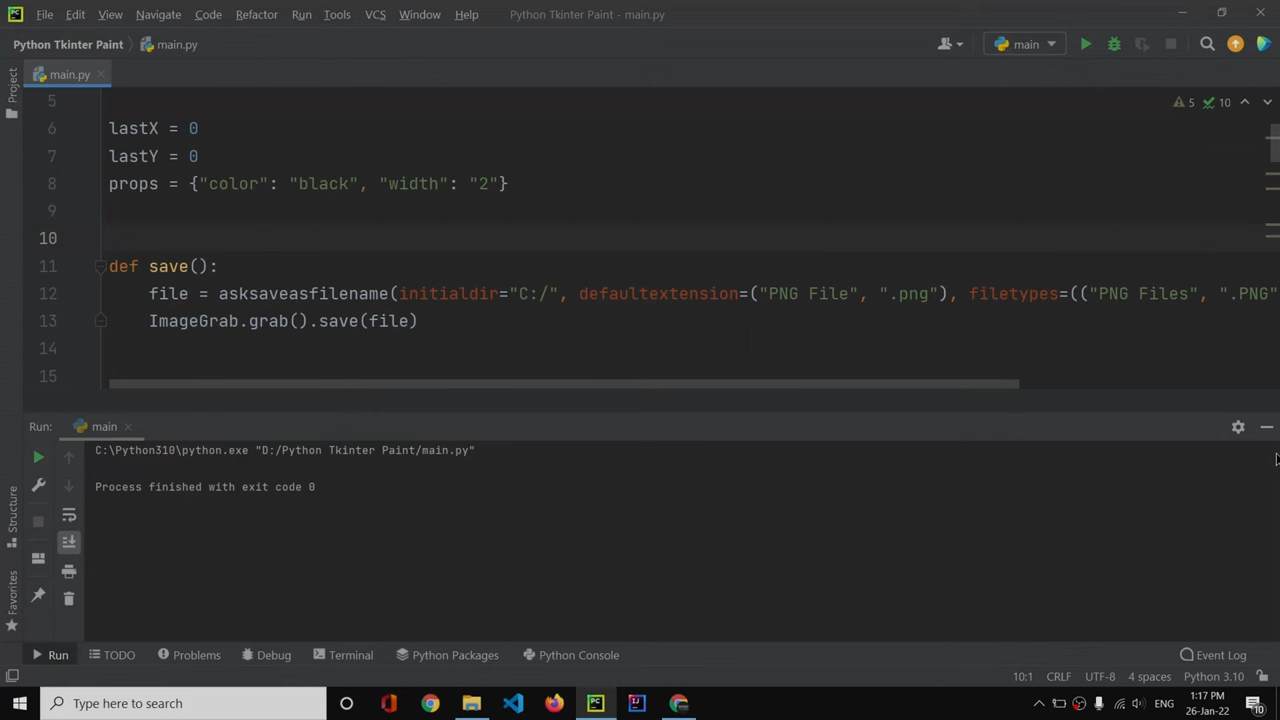 File Edit View Navigate Code Refactor Run Tools VCS Window Help Python Tkinter Paint - main.py
Python Tkinter Paint main.py main
Project
main.py
5 10
5
6 lastX = 0
7 lastY = 0
8 props = {"color": "black", "width": "2"}
9
10
11 def save():
12 file = asksaveasfilename(initialdir="C:/", defaultextension=("PNG File", ".png"), filetypes=(("PNG Files", ".PNG"
13 ImageGrab.grab().save(file)
14
15
Run: main
C:\Python310\python.exe "D:/Python Tkinter Paint/main.py"
Process finished with exit code 0
Structure
Favorites
Run TODO Problems Debug Terminal Python Packages Python Console Event Log
10:1 CRLF UTF-8 4 spaces Python 3.10
Type here to search
ENG
1:17 PM
26-Jan-22
10